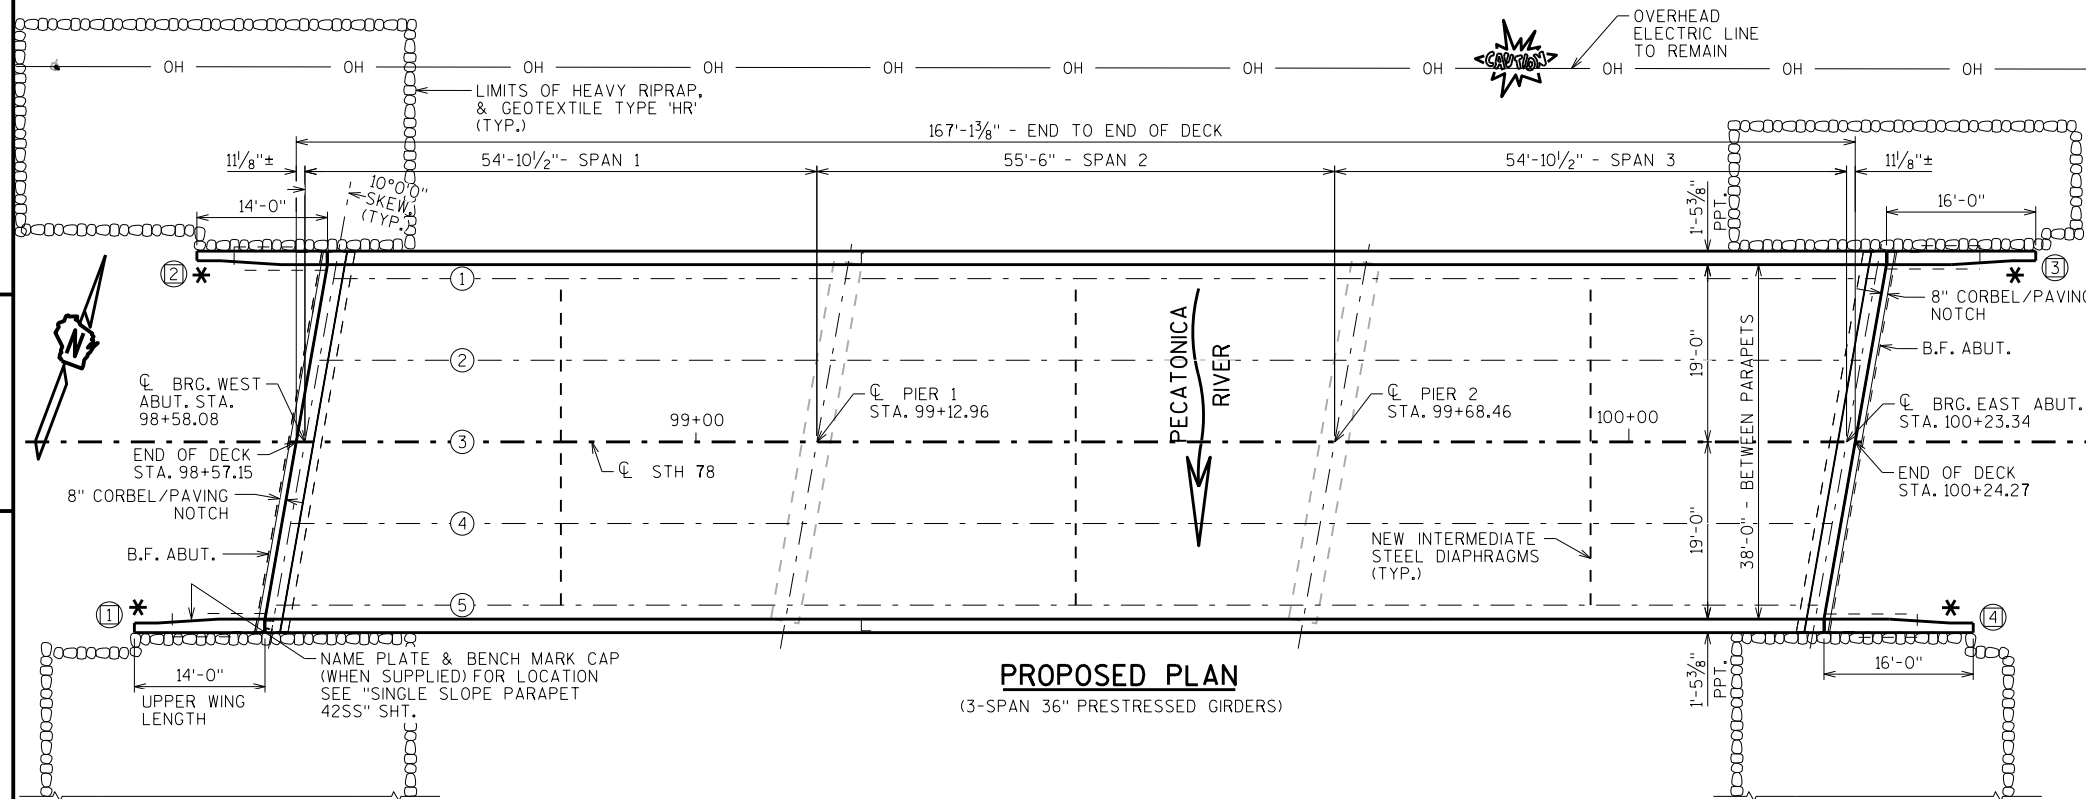 OVERHEAD
ELECTRIC LINE
TO REMAIN
CAUTION
OH OH OH OH OH OH OH OH OH OH OH
LIMITS OF HEAVY RIPRAP,
& GEOTEXTILE TYPE 'HR'
(TYP.)
167'-1⅜" - END TO END OF DECK
11⅛"±
54'-10½"- SPAN 1
55'-6" - SPAN 2
54'-10½" - SPAN 3
11⅛"±
10°0'0"
SKEW
(TYP.)
14'-0"
1'-5⅜"
PPT.
16'-0"
2 *
* 3
1
8" CORBEL/PAVING
NOTCH
N
2
PECATONICA
RIVER
19'-0"
38'-0" - BETWEEN PARAPETS
B.F. ABUT.
℄ BRG. WEST
ABUT. STA.
98+58.08
℄ PIER 1
STA. 99+12.96
℄ PIER 2
STA. 99+68.46
℄ BRG. EAST ABUT.
STA. 100+23.34
99+00
100+00
3
END OF DECK
STA. 98+57.15
℄ STH 78
END OF DECK
STA. 100+24.27
8" CORBEL/PAVING
NOTCH
4
19'-0"
NEW INTERMEDIATE
STEEL DIAPHRAGMS
(TYP.)
B.F. ABUT.
5
1 *
* 4
NAME PLATE & BENCH MARK CAP
(WHEN SUPPLIED) FOR LOCATION
SEE "SINGLE SLOPE PARAPET
42SS" SHT.
14'-0"
UPPER WING
LENGTH
1'-5⅜"
PPT.
16'-0"
PROPOSED PLAN
(3-SPAN 36" PRESTRESSED GIRDERS)